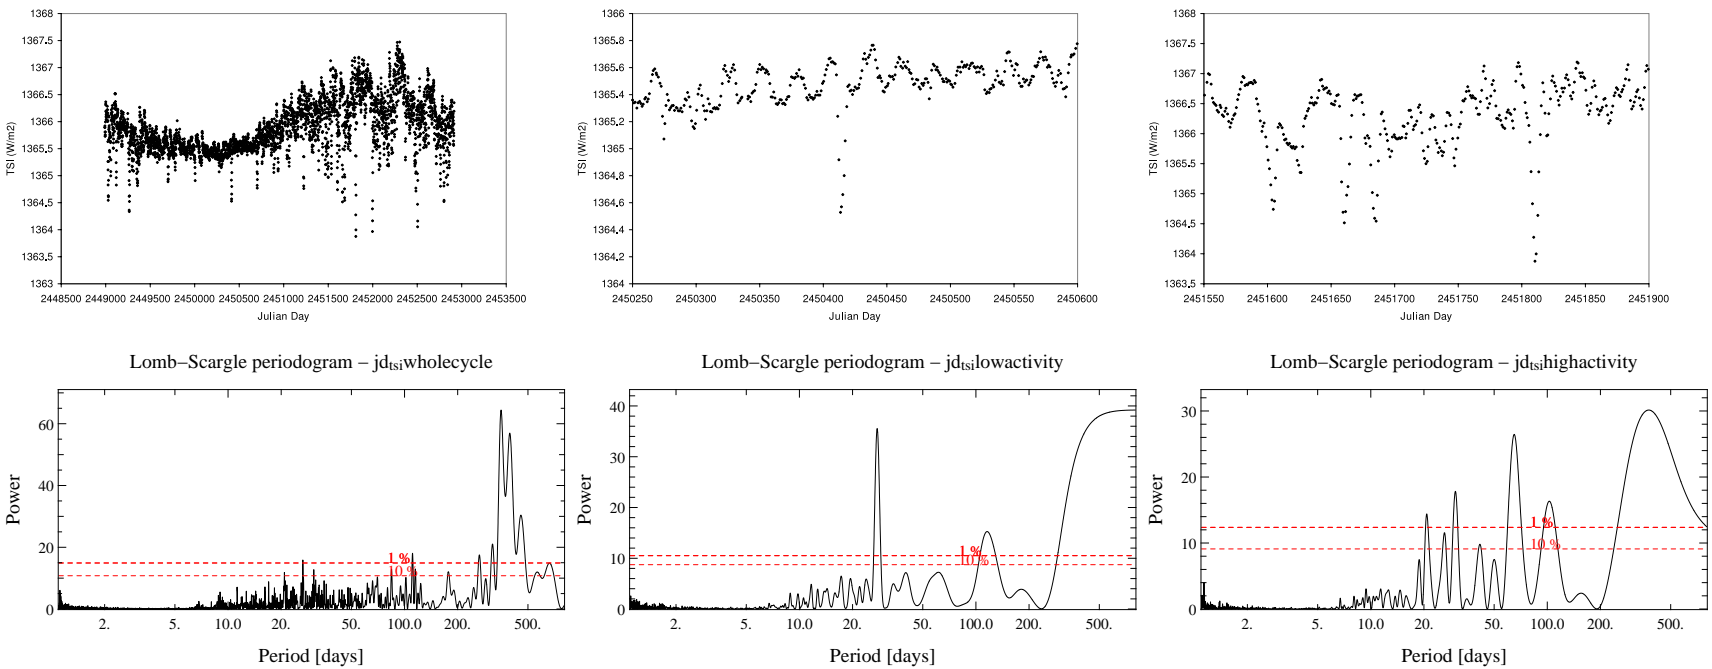 1368
1367.5
1367
1366.5
1366
1365.5
1365
1364.5
1364
1363.5
1363
TSI (W/m2)
2448500 2449000 2449500 2450000 2450500 2451000 2451500 2452000 2452500 2453000 2453500
Julian Day
1366
1365.8
1365.6
1365.4
1365.2
1365
1364.8
1364.6
1364.4
1364.2
1364
TSI (W/m2)
2450250 2450300 2450350 2450400 2450450 2450500 2450550 2450600
Julian Day
1368
1367.5
1367
1366.5
1366
1365.5
1365
1364.5
1364
1363.5
TSI (W/m2)
2451550 2451600 2451650 2451700 2451750 2451800 2451850 2451900
Julian Day
Lomb–Scargle periodogram – jdtsiwholecycle
60
40
20
0
Power
1 %
10 %
2. 5. 10.0 20. 50. 100.0 200. 500.
Period [days]
Lomb–Scargle periodogram – jdtsilowactivity
40
30
20
10
0
Power
1 %
10 %
2. 5. 10.0 20. 50. 100.0 200. 500.
Period [days]
Lomb–Scargle periodogram – jdtsihighactivity
30
20
10
0
Power
1 %
10 %
2. 5. 10.0 20. 50. 100.0 200. 500.
Period [days]